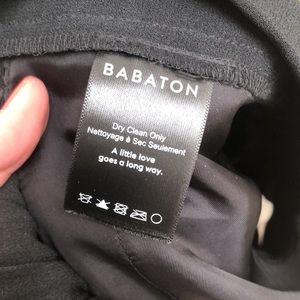 BABATON
Dry Clean Only
Nettoyage à Sec Seulement
A little love
goes a long way.